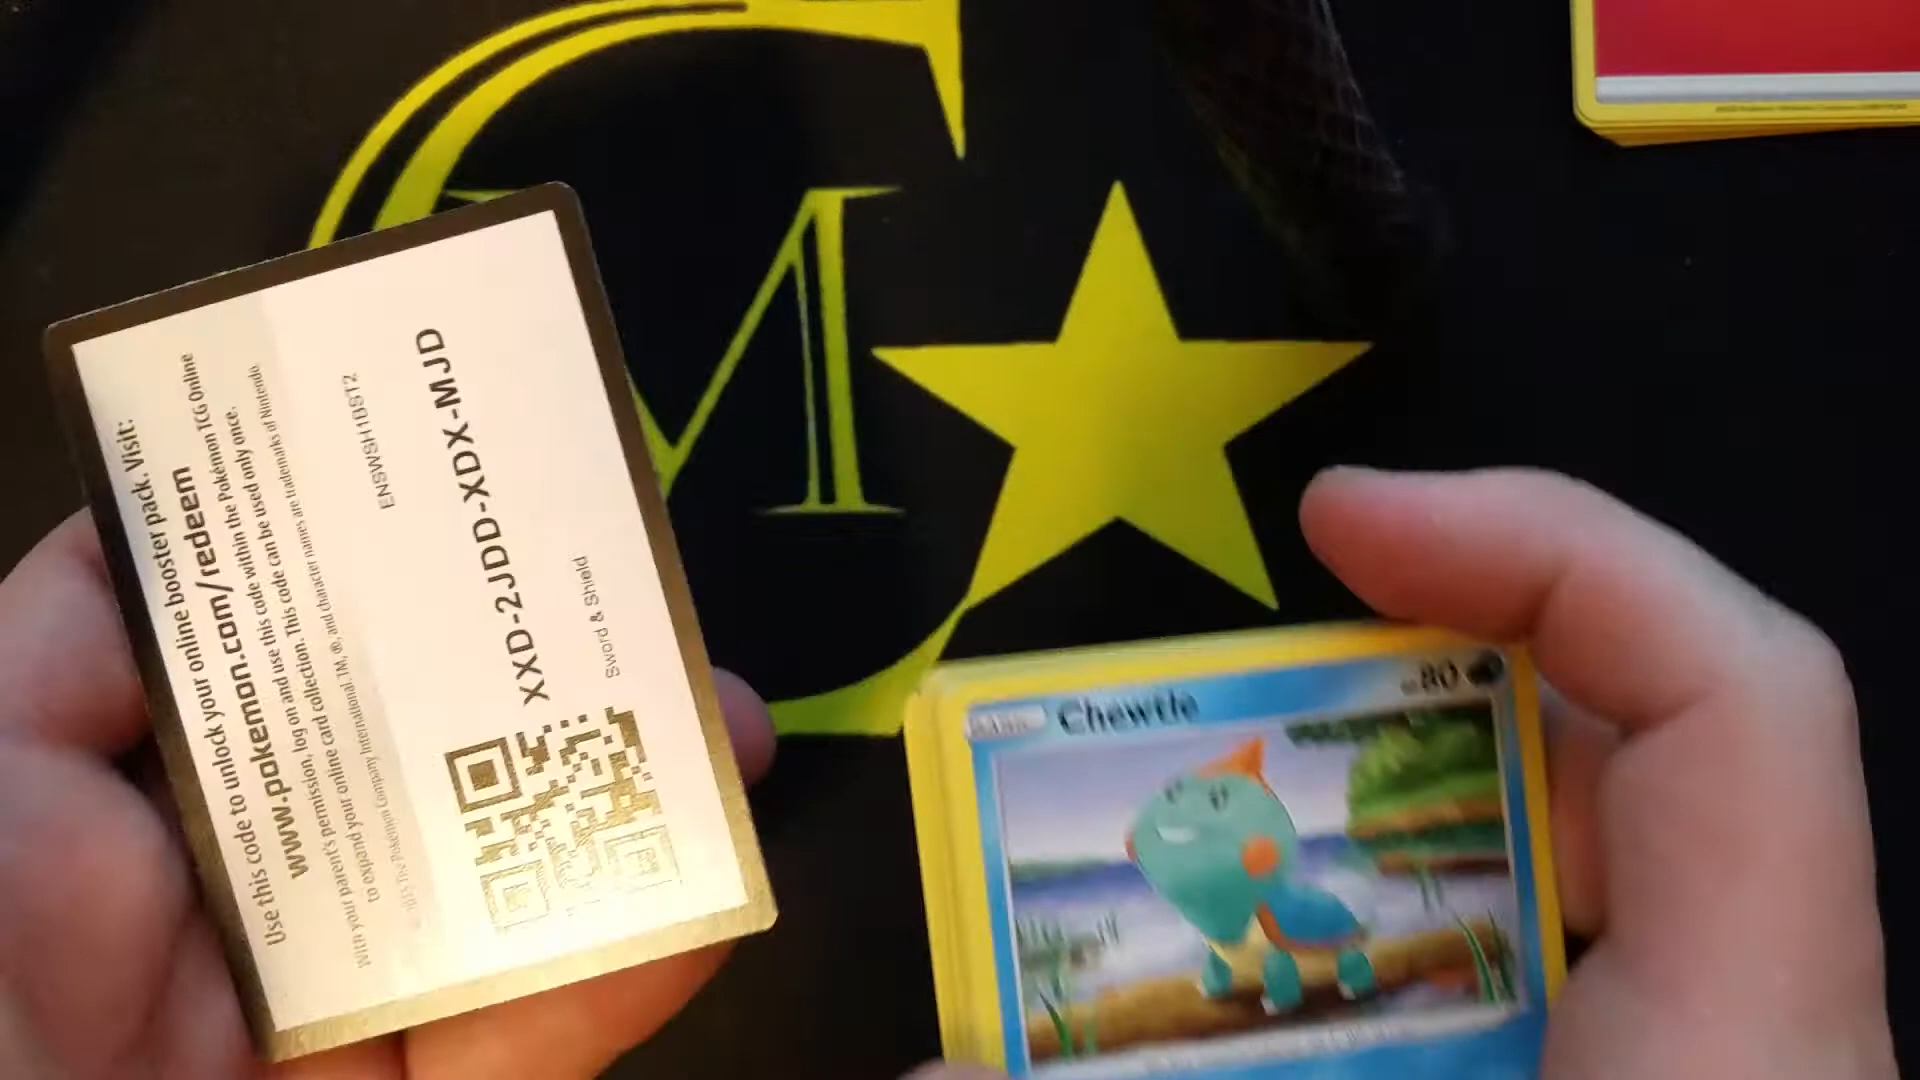 Use this code to unlock your online booster pack. Visit:
www.pokemon.com/redeem
With your parent's permission, log on and use this code within the Pokémon TCG Online
to expand your online card collection. This code can be used only once.
The Pokémon Company International. TM, ®, and character names are trademarks of Nintendo.
ENSWSH1DST2
XXD-2JDD-XDX-MJD
Sword & Shield
CM
Chewtle
80